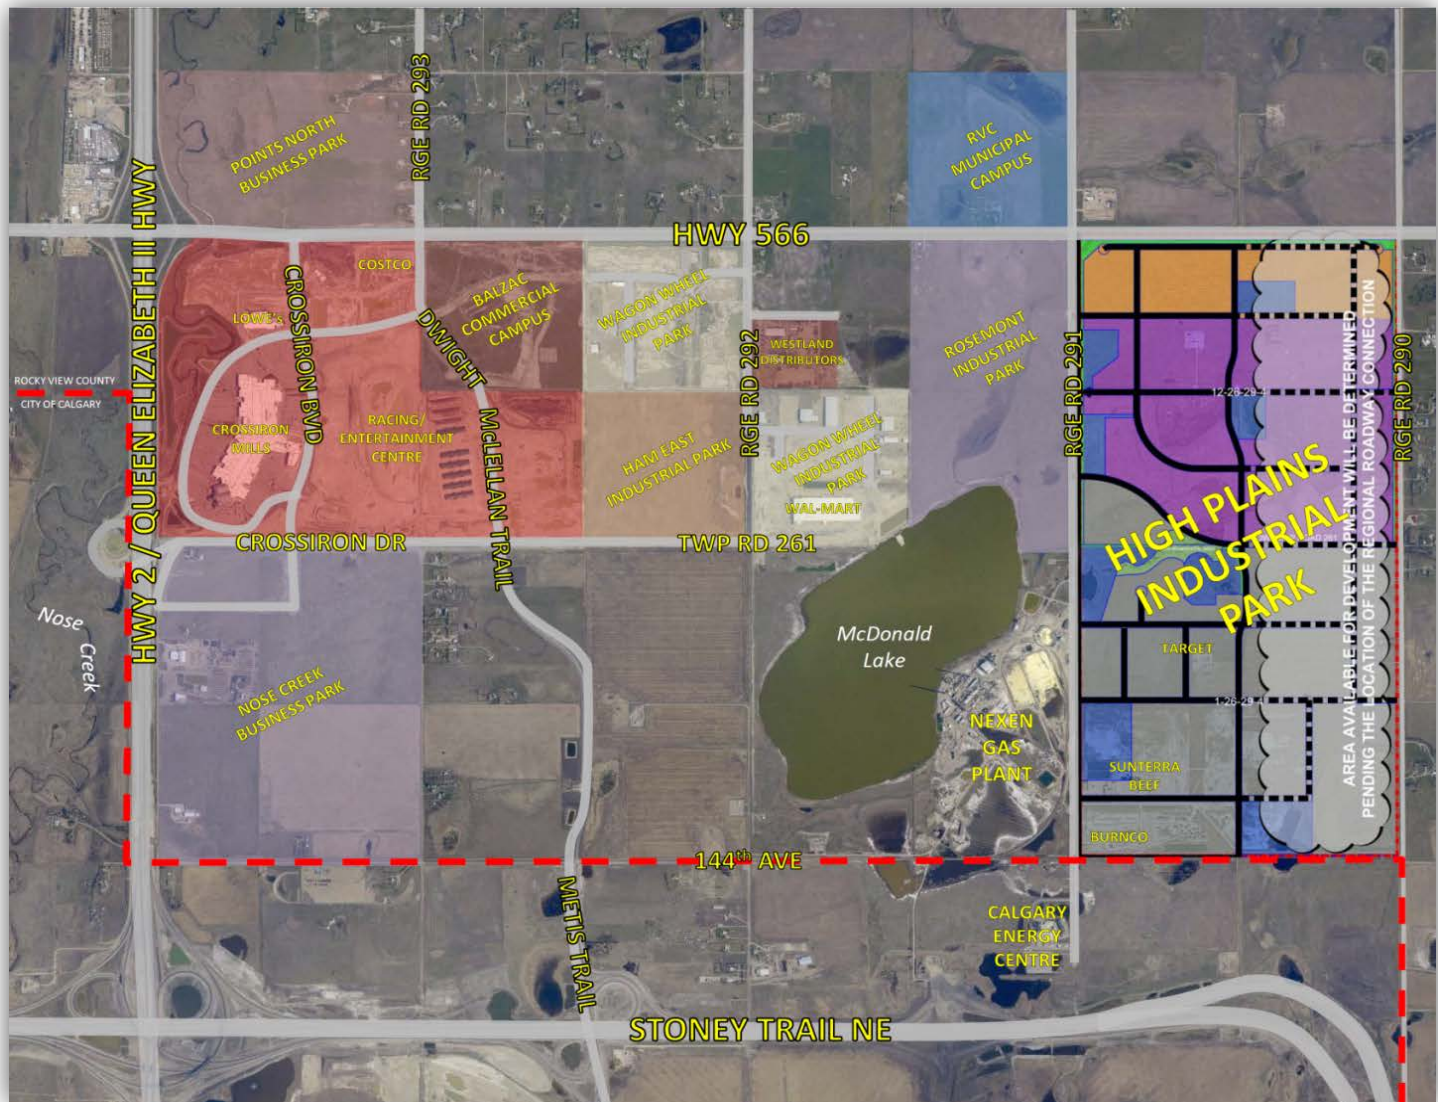 RGE RD 293
POINTS NORTH
BUSINESS PARK
RVC
MUNICIPAL
CAMPUS
HWY 2 / QUEEN ELIZABETH II HWY
HWY 566
COSTCO
LOWE's
CROSSIRON BVD
DWIGHT
McLELLAN TRAIL
BALZAC
COMMERCIAL
CAMPUS
WAGON WHEEL
INDUSTRIAL
PARK
RGE RD 292
WESTLAND
DISTRIBUTORS
ROSEMONT
INDUSTRIAL
PARK
RGE RD 291
RGE RD 290
ROCKY VIEW COUNTY
CITY OF CALGARY
CROSSIRON
MILLS
RACING/
ENTERTAINMENT
CENTRE
HAM EAST
INDUSTRIAL PARK
WAGON WHEEL
INDUSTRIAL
PARK
WAL-MART
HIGH PLAINS
INDUSTRIAL
PARK
AREA AVAILABLE FOR DEVELOPMENT WILL BE DETERMINED
PENDING THE LOCATION OF THE REGIONAL ROADWAY CONNECTION
CROSSIRON DR
TWP RD 261
Nose
Creek
McDonald
Lake
NOSE CREEK
BUSINESS PARK
TARGET
NEXEN
GAS
PLANT
SUNTERRA
BEEF
BURNCO
144th AVE
METIS TRAIL
CALGARY
ENERGY
CENTRE
STONEY TRAIL NE